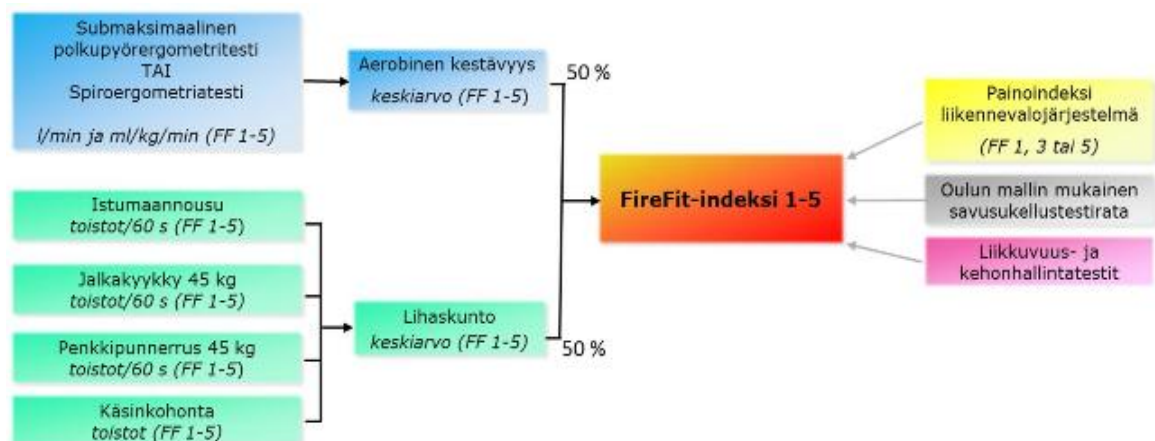 Submaksimaalinen
polkupyörergometritesti
TAI
Spiroergometriatesti
l/min ja ml/kg/min (FF 1-5)
Aerobinen kestävyys
keskiarvo (FF 1-5)
50 %
Istumaannousu
toistot/60 s (FF 1-5)
Jalkakyykky 45 kg
toistot/60 s (FF 1-5)
Penkkipunnerrus 45 kg
toistot/60 s (FF 1-5)
Käsinkohonta
toistot (FF 1-5)
Lihaskunto
keskiarvo (FF 1-5)
50 %
FireFit-indeksi 1-5
Painoindeksi
liikennevalojärjestelmä
(FF 1, 3 tai 5)
Oulun mallin mukainen
savusukellustestirata
Liikkuvuus- ja
kehonhallintatestit